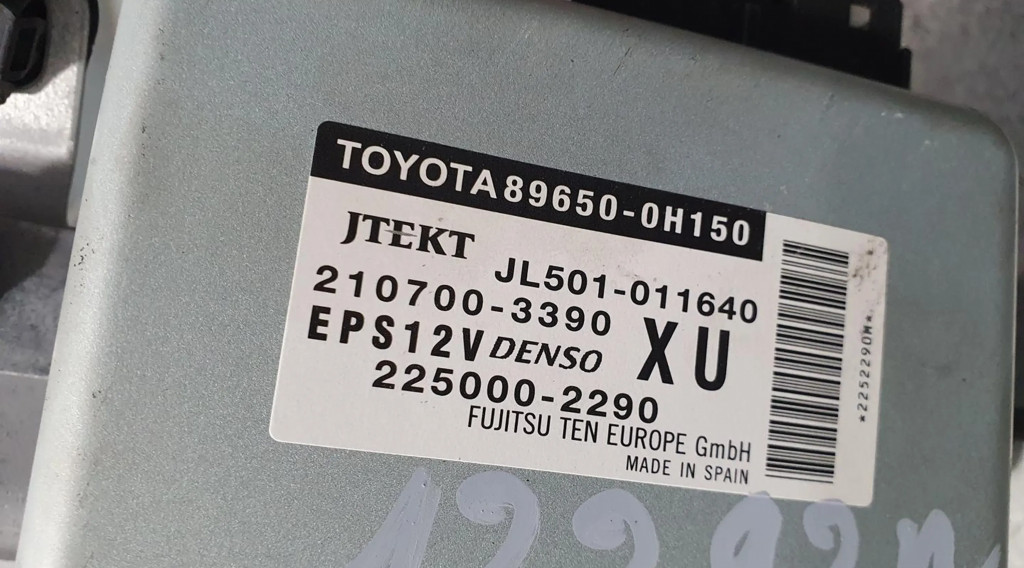 TOYOTA 89650-0H150
JTEKT JL501-011640
210700-3390 XU
EPS12V DENSO
225000-2290
FUJITSU TEN EUROPE GmbH
MADE IN SPAIN
*2252290M*